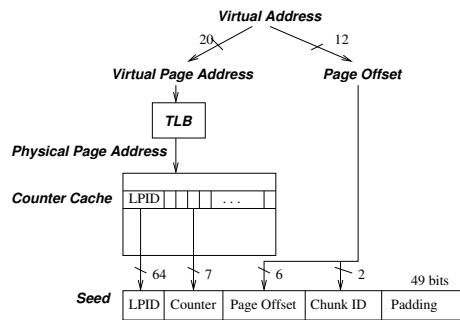 Virtual Address
20
12
Virtual Page Address
Page Offset
TLB
Physical Page Address
Counter Cache
LPID
. . .
64
7
6
2
49 bits
Seed
LPID
Counter
Page Offset
Chunk ID
Padding